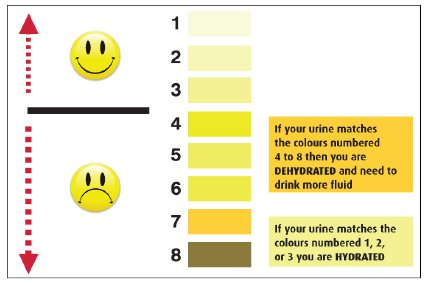 1
2
3
4
5
6
7
8
If your urine matches
the colours numbered
4 to 8 then you are
DEHYDRATED and need to
drink more fluid
If your urine matches the
colours numbered 1, 2,
or 3 you are HYDRATED